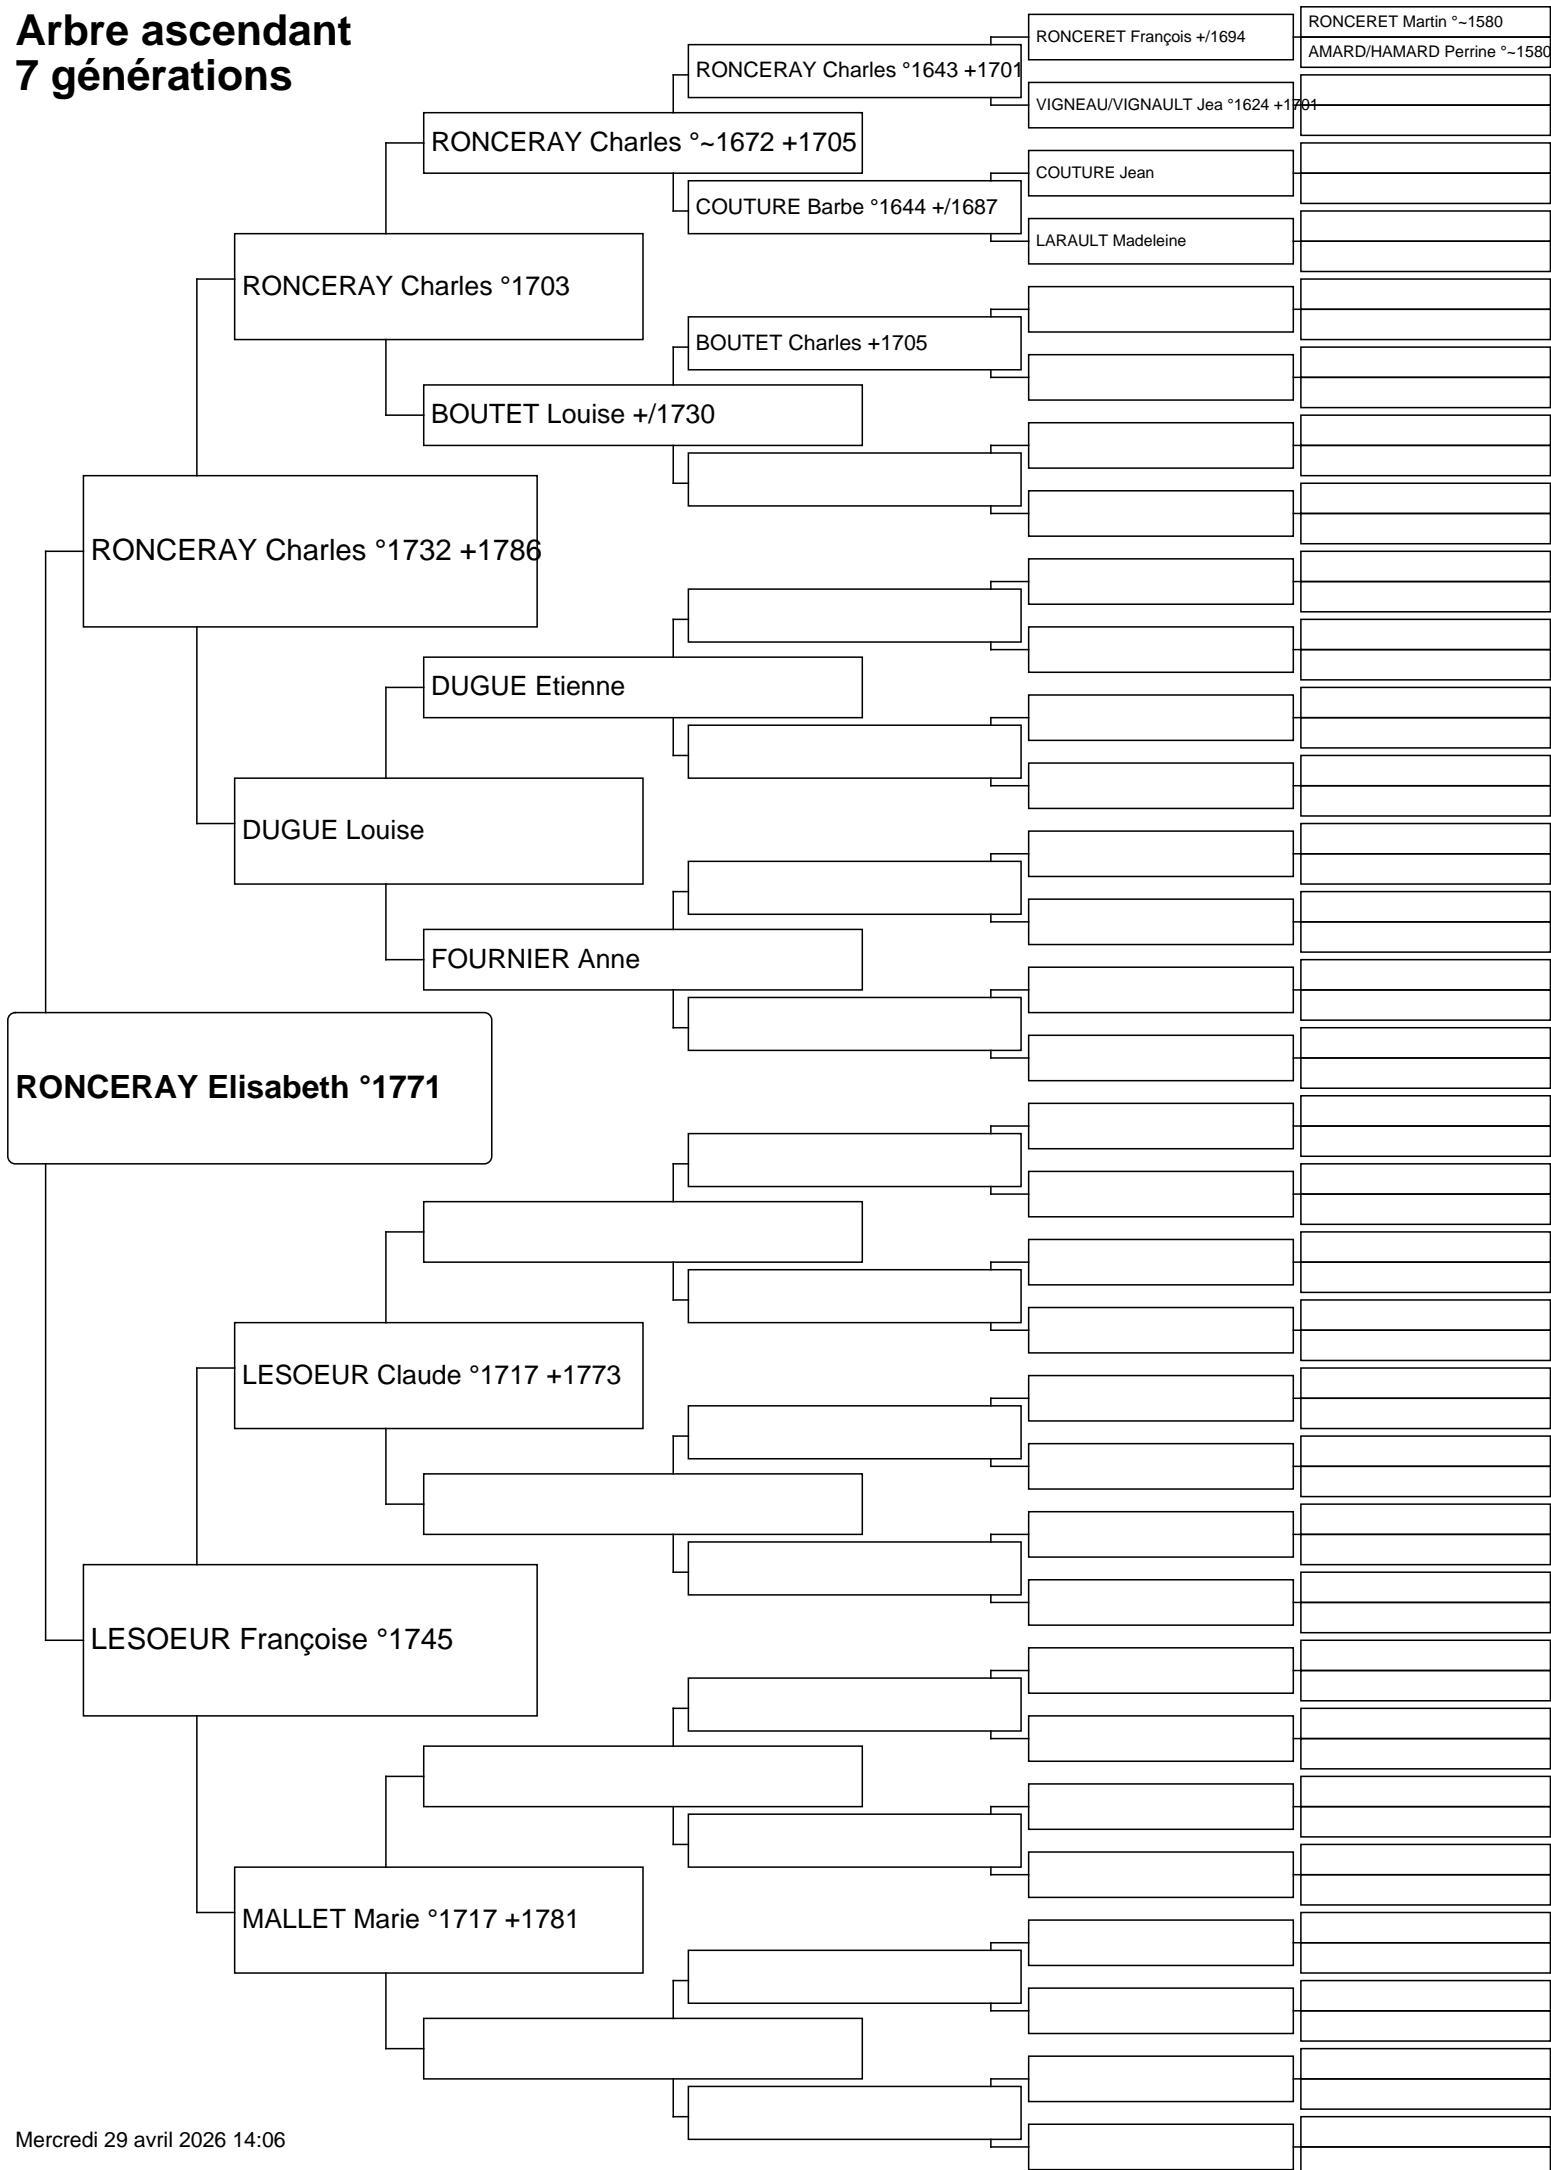 Arbre ascendant
7 générations
RONCERET Martin °~1580
RONCERET François +/1694
AMARD/HAMARD Perrine °~1580
RONCERAY Charles °1643 +1701
VIGNEAU/VIGNAULT Jea °1624 +1701
RONCERAY Charles °~1672 +1705
COUTURE Jean
COUTURE Barbe °1644 +/1687
LARAULT Madeleine
RONCERAY Charles °1703
BOUTET Charles +1705
BOUTET Louise +/1730
RONCERAY Charles °1732 +1786
DUGUE Etienne
DUGUE Louise
FOURNIER Anne
RONCERAY Elisabeth °1771
LESOEUR Claude °1717 +1773
LESOEUR Françoise °1745
MALLET Marie °1717 +1781
Mercredi 29 avril 2026 14:06